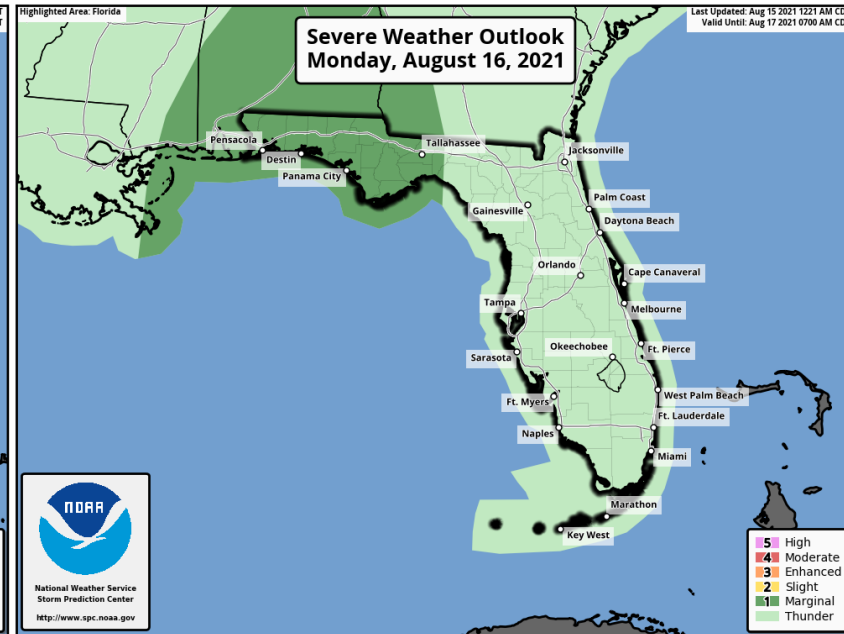 Highlighted Area: Florida
Last Updated: Aug 15 2021 1221 AM CD
Valid Until: Aug 17 2021 0700 AM CD
Severe Weather Outlook
Monday, August 16, 2021
Pensacola
Destin
Panama City
Tallahassee
Jacksonville
Gainesville
Palm Coast
Daytona Beach
Orlando
Cape Canaveral
Tampa
Melbourne
Okeechobee
Ft. Pierce
Sarasota
West Palm Beach
Ft. Myers
Ft. Lauderdale
Naples
Miami
Marathon
Key West
NOAA
National Weather Service
Storm Prediction Center
http://www.spc.noaa.gov
5 High
4 Moderate
3 Enhanced
2 Slight
1 Marginal
Thunder